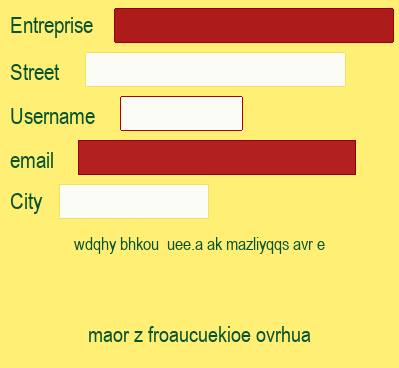 Entreprise
Street
Username
email
City
wdqhy bhkou uee.a ak mazliyqqs avr e
maor z froaucuekioe ovrhua